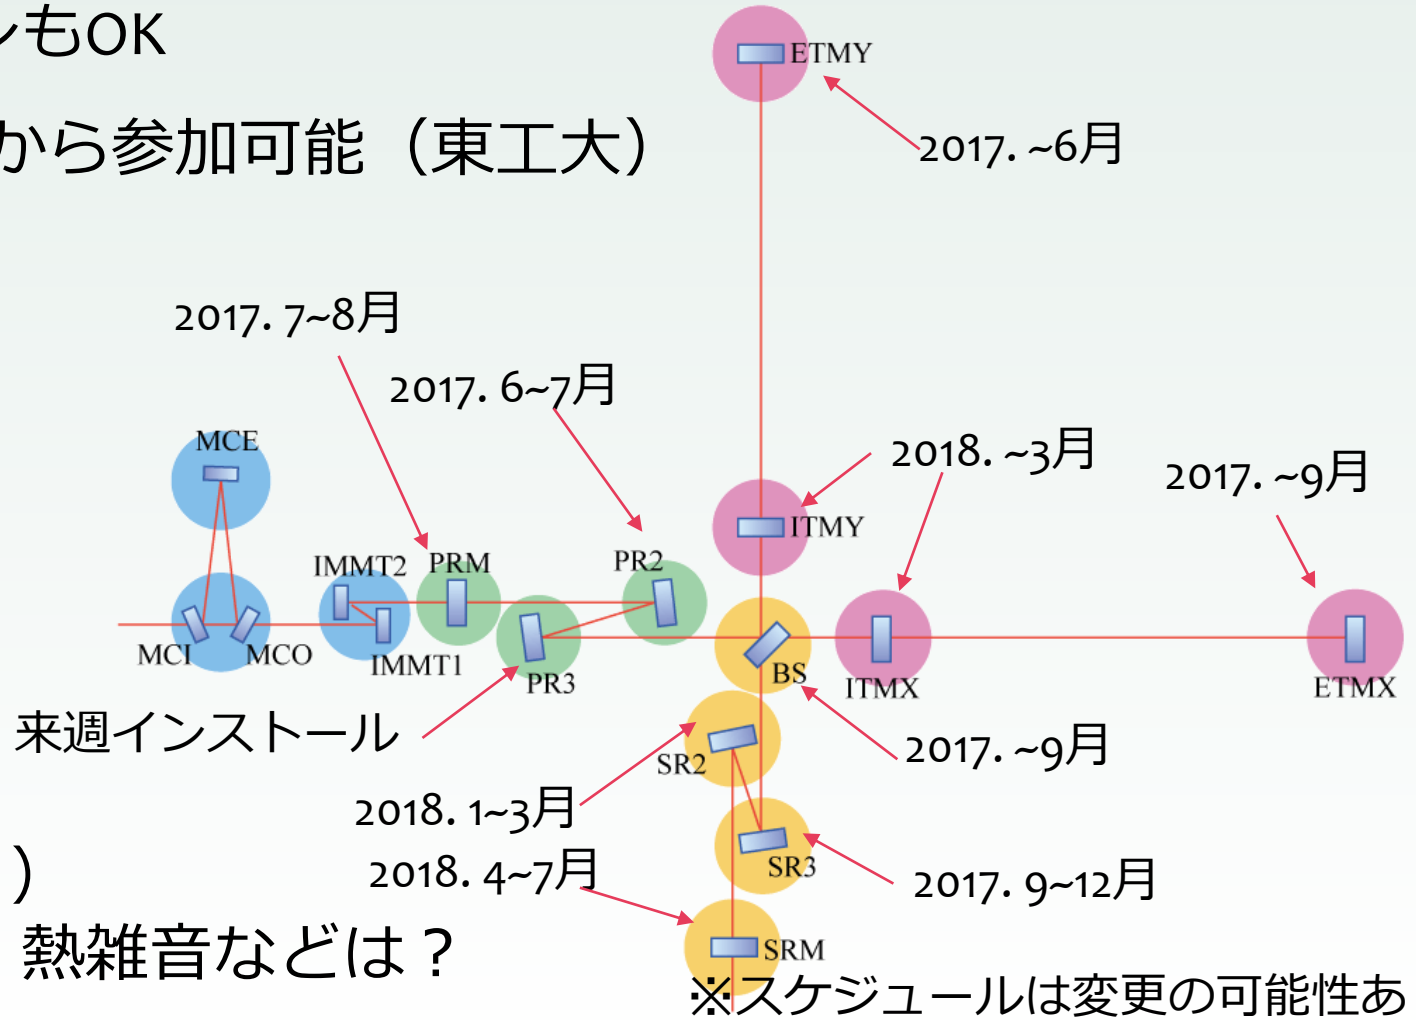 ンもOK
から参加可能（東工大）
ETMY
2017. ~6月
2017. 7~8月
2017. 6~7月
MCE
2018. ~3月
2017. ~9月
ITMY
IMMT2
PRM
PR2
MCI
MCO
IMMT1
PR3
BS
ITMX
ETMX
来週インストール
SR2
2017. ~9月
2018. 1~3月
)
SR3
2018. 4~7月
2017. 9~12月
熱雑音などは？
SRM
※スケジュールは変更の可能性あ